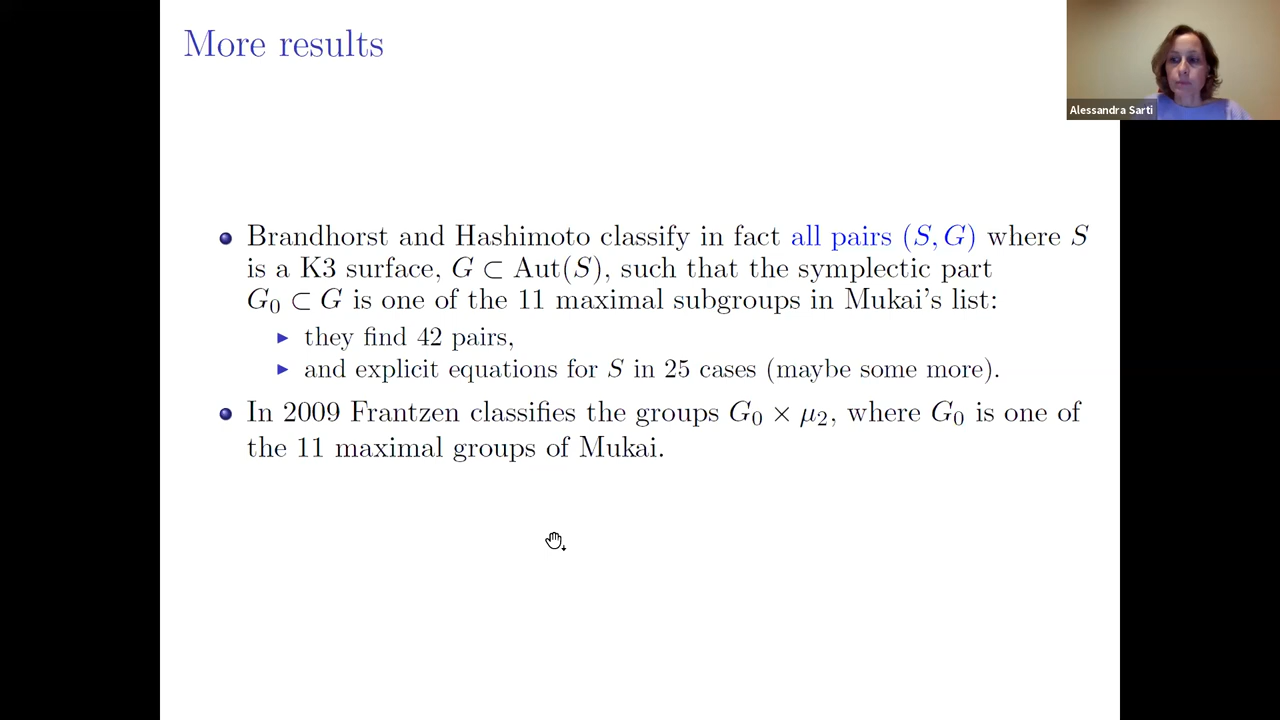 More results
Alessandra Sarti
Brandhorst and Hashimoto classify in fact all pairs (S, G) where S
is a K3 surface, G ⊂ Aut(S), such that the symplectic part
G₀ ⊂ G is one of the 11 maximal subgroups in Mukai's list:
they find 42 pairs,
and explicit equations for S in 25 cases (maybe some more).
In 2009 Frantzen classifies the groups G₀ × μ₂, where G₀ is one of
the 11 maximal groups of Mukai.